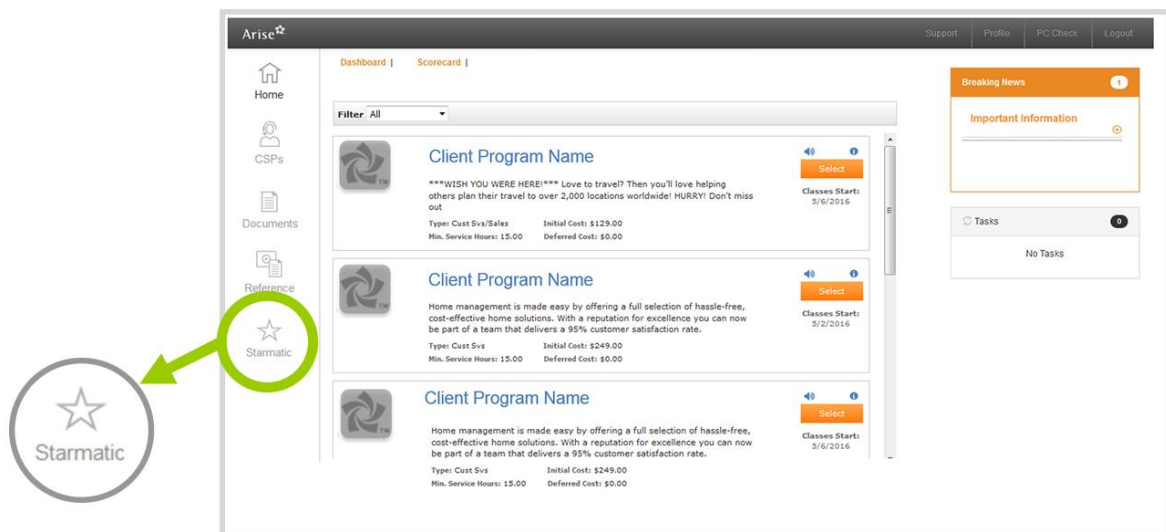 Arise
Support Profile PC Check Logout
Home
CSPs
Documents
Reference
Starmatic
Starmatic
Dashboard | Scorecard |
Filter All
Client Program Name
***WISH YOU WERE HERE!*** Love to travel? Then you'll love helping
others plan their travel to over 2,000 locations worldwide! HURRY! Don't miss
out
Type: Cust Svs/Sales Initial Cost: $129.00
Min. Service Hours: 15.00 Deferred Cost: $0.00
Select
Classes Start:
5/6/2016
Client Program Name
Home management is made easy by offering a full selection of hassle-free,
cost-effective home solutions. With a reputation for excellence you can now
be part of a team that delivers a 95% customer satisfaction rate.
Type: Cust Svs Initial Cost: $249.00
Min. Service Hours: 15.00 Deferred Cost: $0.00
Select
Classes Start:
5/2/2016
Client Program Name
Home management is made easy by offering a full selection of hassle-free,
cost-effective home solutions. With a reputation for excellence you can now
be part of a team that delivers a 95% customer satisfaction rate.
Type: Cust Svs Initial Cost: $249.00
Min. Service Hours: 15.00 Deferred Cost: $0.00
Select
Classes Start:
5/6/2016
Breaking News 1
Important Information
Tasks 0
No Tasks